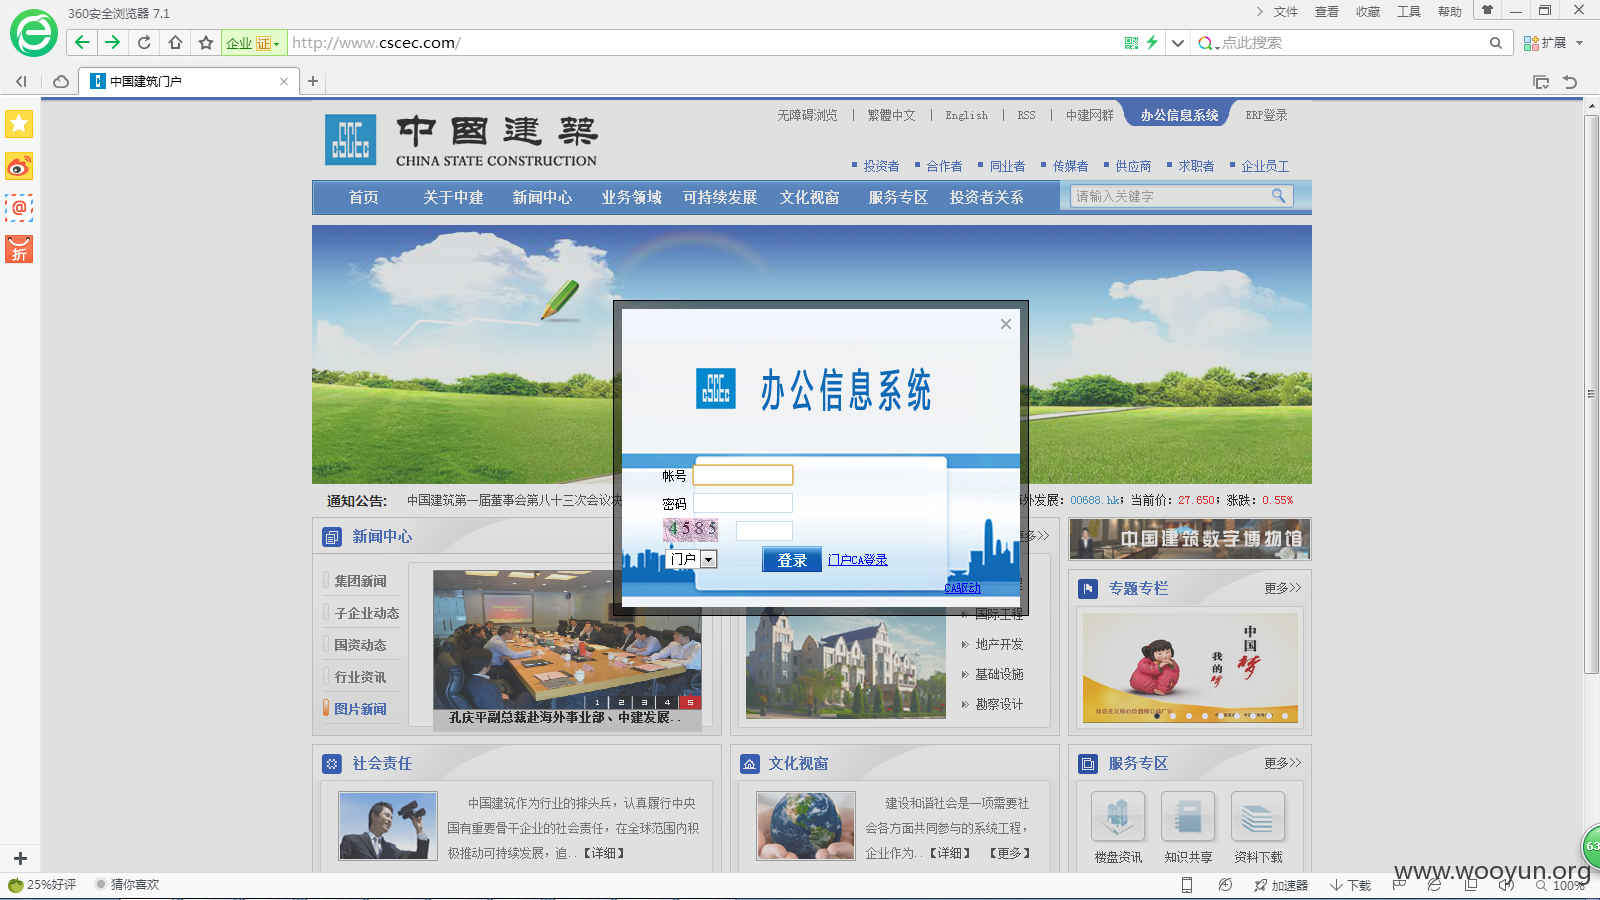 360安全浏览器 7.1
文件 查看 收藏 工具 帮助
企业 证 http://www.cscec.com/ 点此搜索 扩展
中国建筑门户
无障碍浏览 | 繁體中文 | English | RSS | 中建网群 办公信息系统 ERP登录
CSCEC 中國建築
CHINA STATE CONSTRUCTION
投资者 合作者 同业者 传媒者 供应商 求职者 企业员工
首页 关于中建 新闻中心 业务领域 可持续发展 文化视窗 服务专区 投资者关系 请输入关键字
@
折
CSCEC 办公信息系统
帐号
密码
4585
门户 登录 门户CA登录
CA驱动
通知公告: 中国建筑第一届董事会第八十三次会议决 外发展: 00688.hk; 当前价: 27.650; 涨跌: 0.55%
新闻中心 更多>>
集团新闻
子企业动态
国资动态
行业资讯
图片新闻
1 2 3 4 5
孔庆平副总裁赴海外事业部、中建发展..
国际工程
地产开发
基础设施
勘察设计
中国建筑数字博物馆
专题专栏 更多>>
中国梦
我的梦
社会责任
中国建筑作为行业的排头兵，认真履行中央
国有重要骨干企业的社会责任，在全球范围内积
极推动可持续发展，追..【详细】
文化视窗
建设和谐社会是一项需要社
会各方面共同参与的系统工程，
企业作为..【详细】 【更多】
服务专区 更多>>
楼盘资讯 知识共享 资料下载
63
www.wooyun.org
25%好评 猜你喜欢 加速器 下载 100%